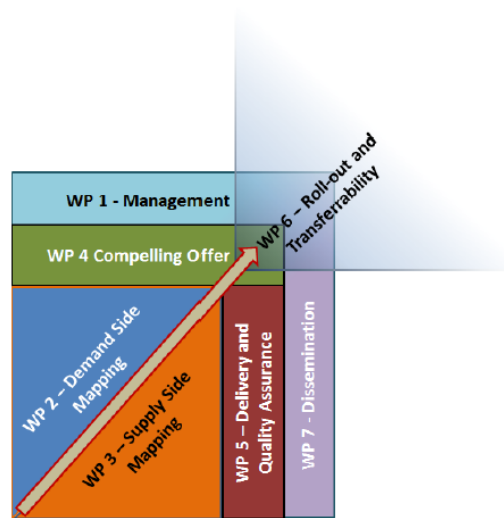 WP 6 – Roll-out and
Transferrability
WP 1 - Management
WP 4 Compelling Offer
WP 2 – Demand Side
Mapping
WP 3 – Supply Side
Mapping
WP 5 – Delivery and
Quality Assurance
WP 7 - Dissemination